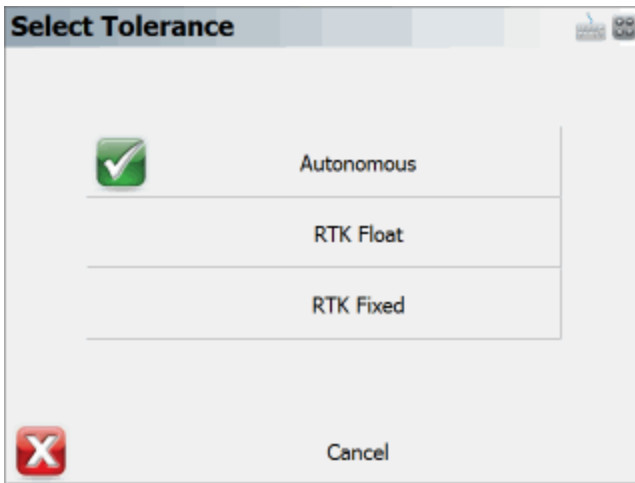 Select Tolerance
Autonomous
RTK Float
RTK Fixed
Cancel